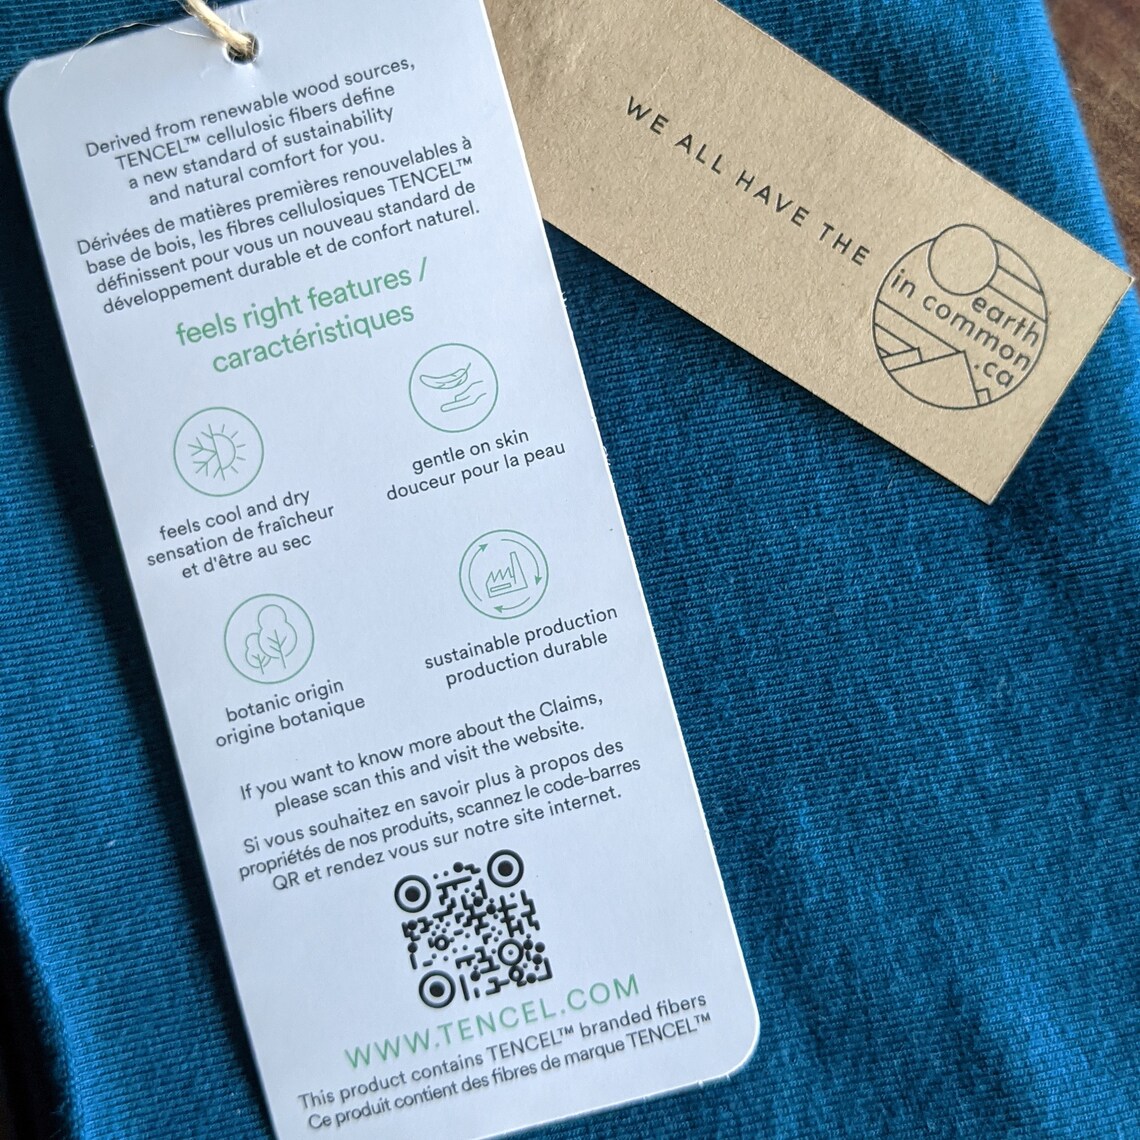 Derived from renewable wood sources,
TENCEL™ cellulosic fibers define
a new standard of sustainability
and natural comfort for you.
Dérivées de matières premières renouvelables à
base de bois, les fibres cellulosiques TENCEL™
définissent pour vous un nouveau standard de
développement durable et de confort naturel.
feels right features /
caractéristiques
feels cool and dry
sensation de fraîcheur
et d'être au sec
gentle on skin
douceur pour la peau
botanic origin
origine botanique
sustainable production
production durable
If you want to know more about the Claims,
please scan this and visit the website.
Si vous souhaitez en savoir plus à propos des
propriétés de nos produits, scannez le code-barres
QR et rendez vous sur notre site internet.
WWW.TENCEL.COM
This product contains TENCEL™ branded fibers
Ce produit contient des fibres de marque TENCEL™
WE ALL HAVE THE
earth
in common
.ca